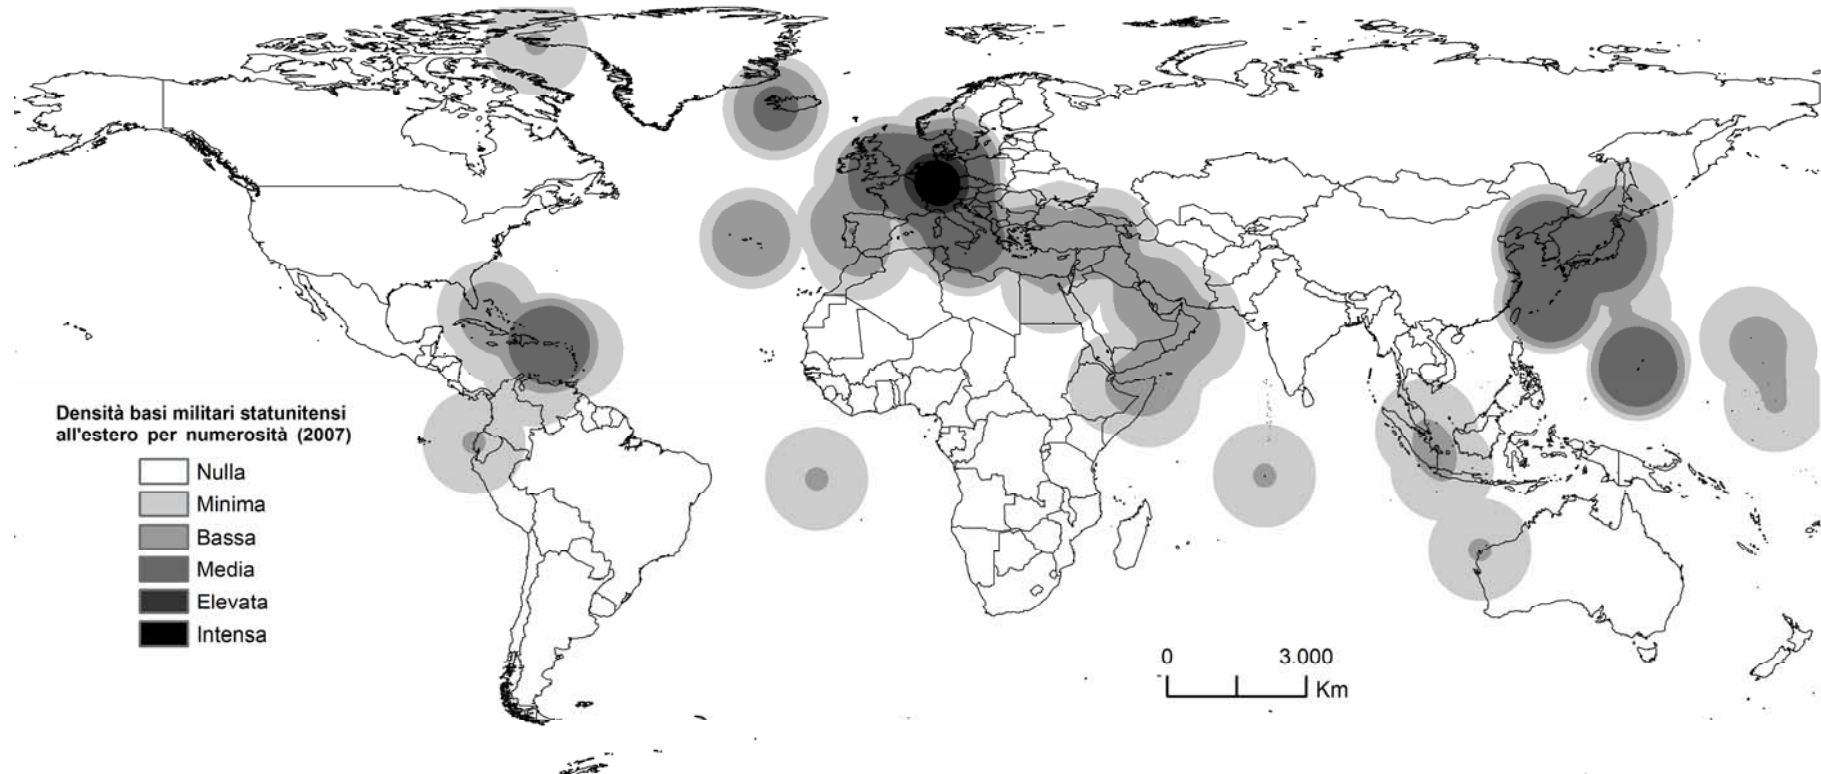 Densità basi militari statunitensi
all'estero per numerosità (2007)
Nulla
Minima
Bassa
Media
Elevata
Intensa
0 3.000
Km